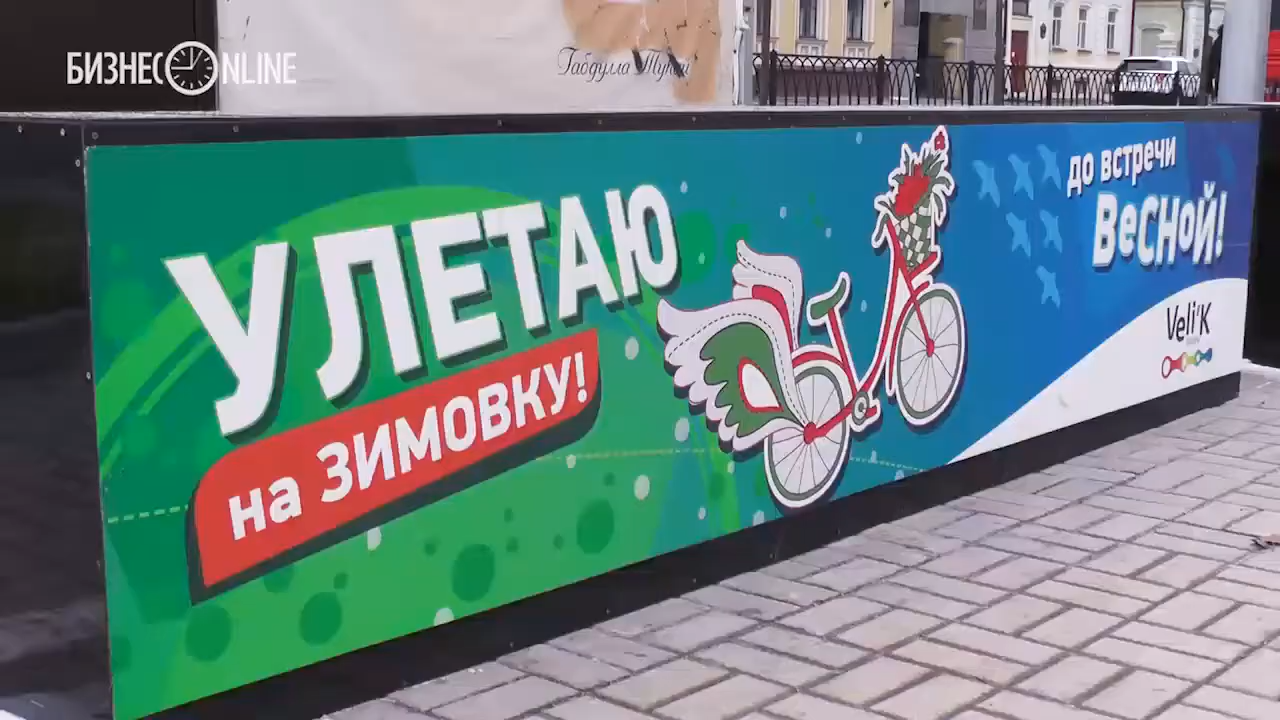 БИЗНЕС ONLINE
Габдулла Тукай
УЛЕТАЮ
на ЗИМОВКУ!
до встречи
ВеСНоЙ!
Veli'K